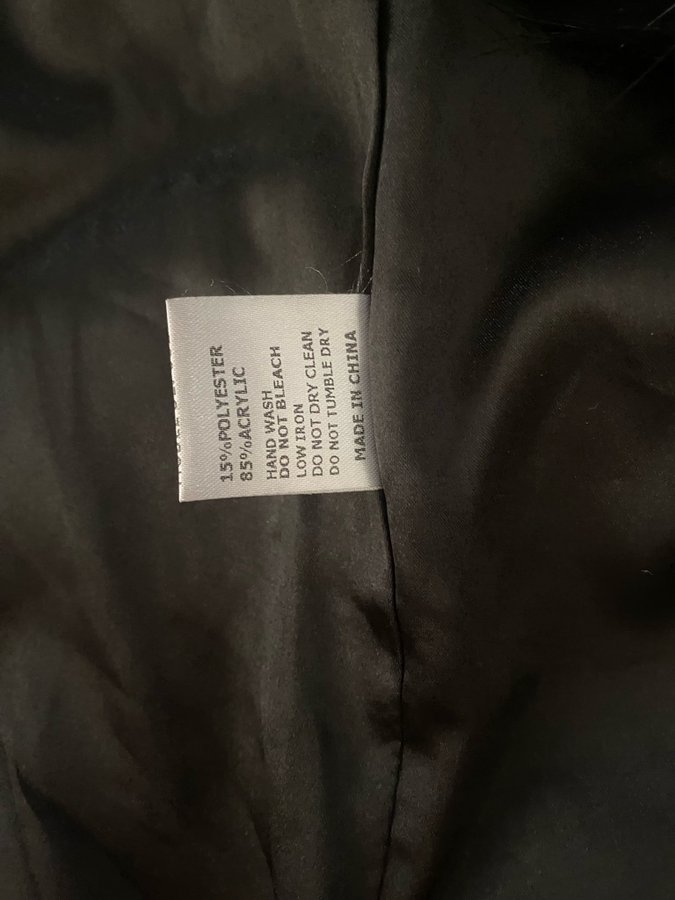 15%POLYESTER
85%ACRYLIC
HAND WASH
DO NOT BLEACH
LOW IRON
DO NOT DRY CLEAN
DO NOT TUMBLE DRY
MADE IN CHINA